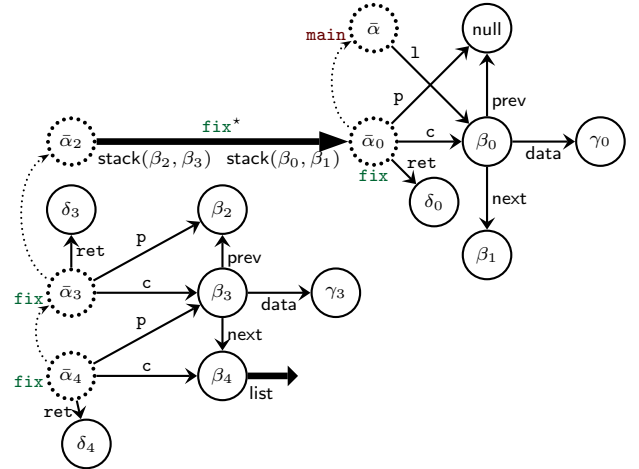 main ᾱ null
l
p
prev
fix*
ᾱ₂ ᾱ₀ c β₀ γ₀
stack(β₂, β₃) stack(β₀, β₁) data
ret
fix
next
δ₃ β₂ δ₀
p
ret prev β₁
fix ᾱ₃ c β₃ γ₃
data
p
next
fix ᾱ₄ c β₄
list
ret
δ₄